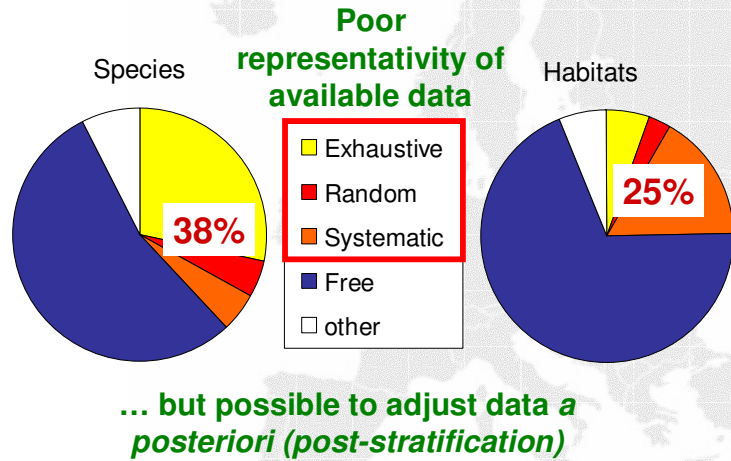 Poor
representativity of
available data
Species
Habitats
Exhaustive
Random
Systematic
Free
other
38%
25%
... but possible to adjust data a
posteriori (post-stratification)